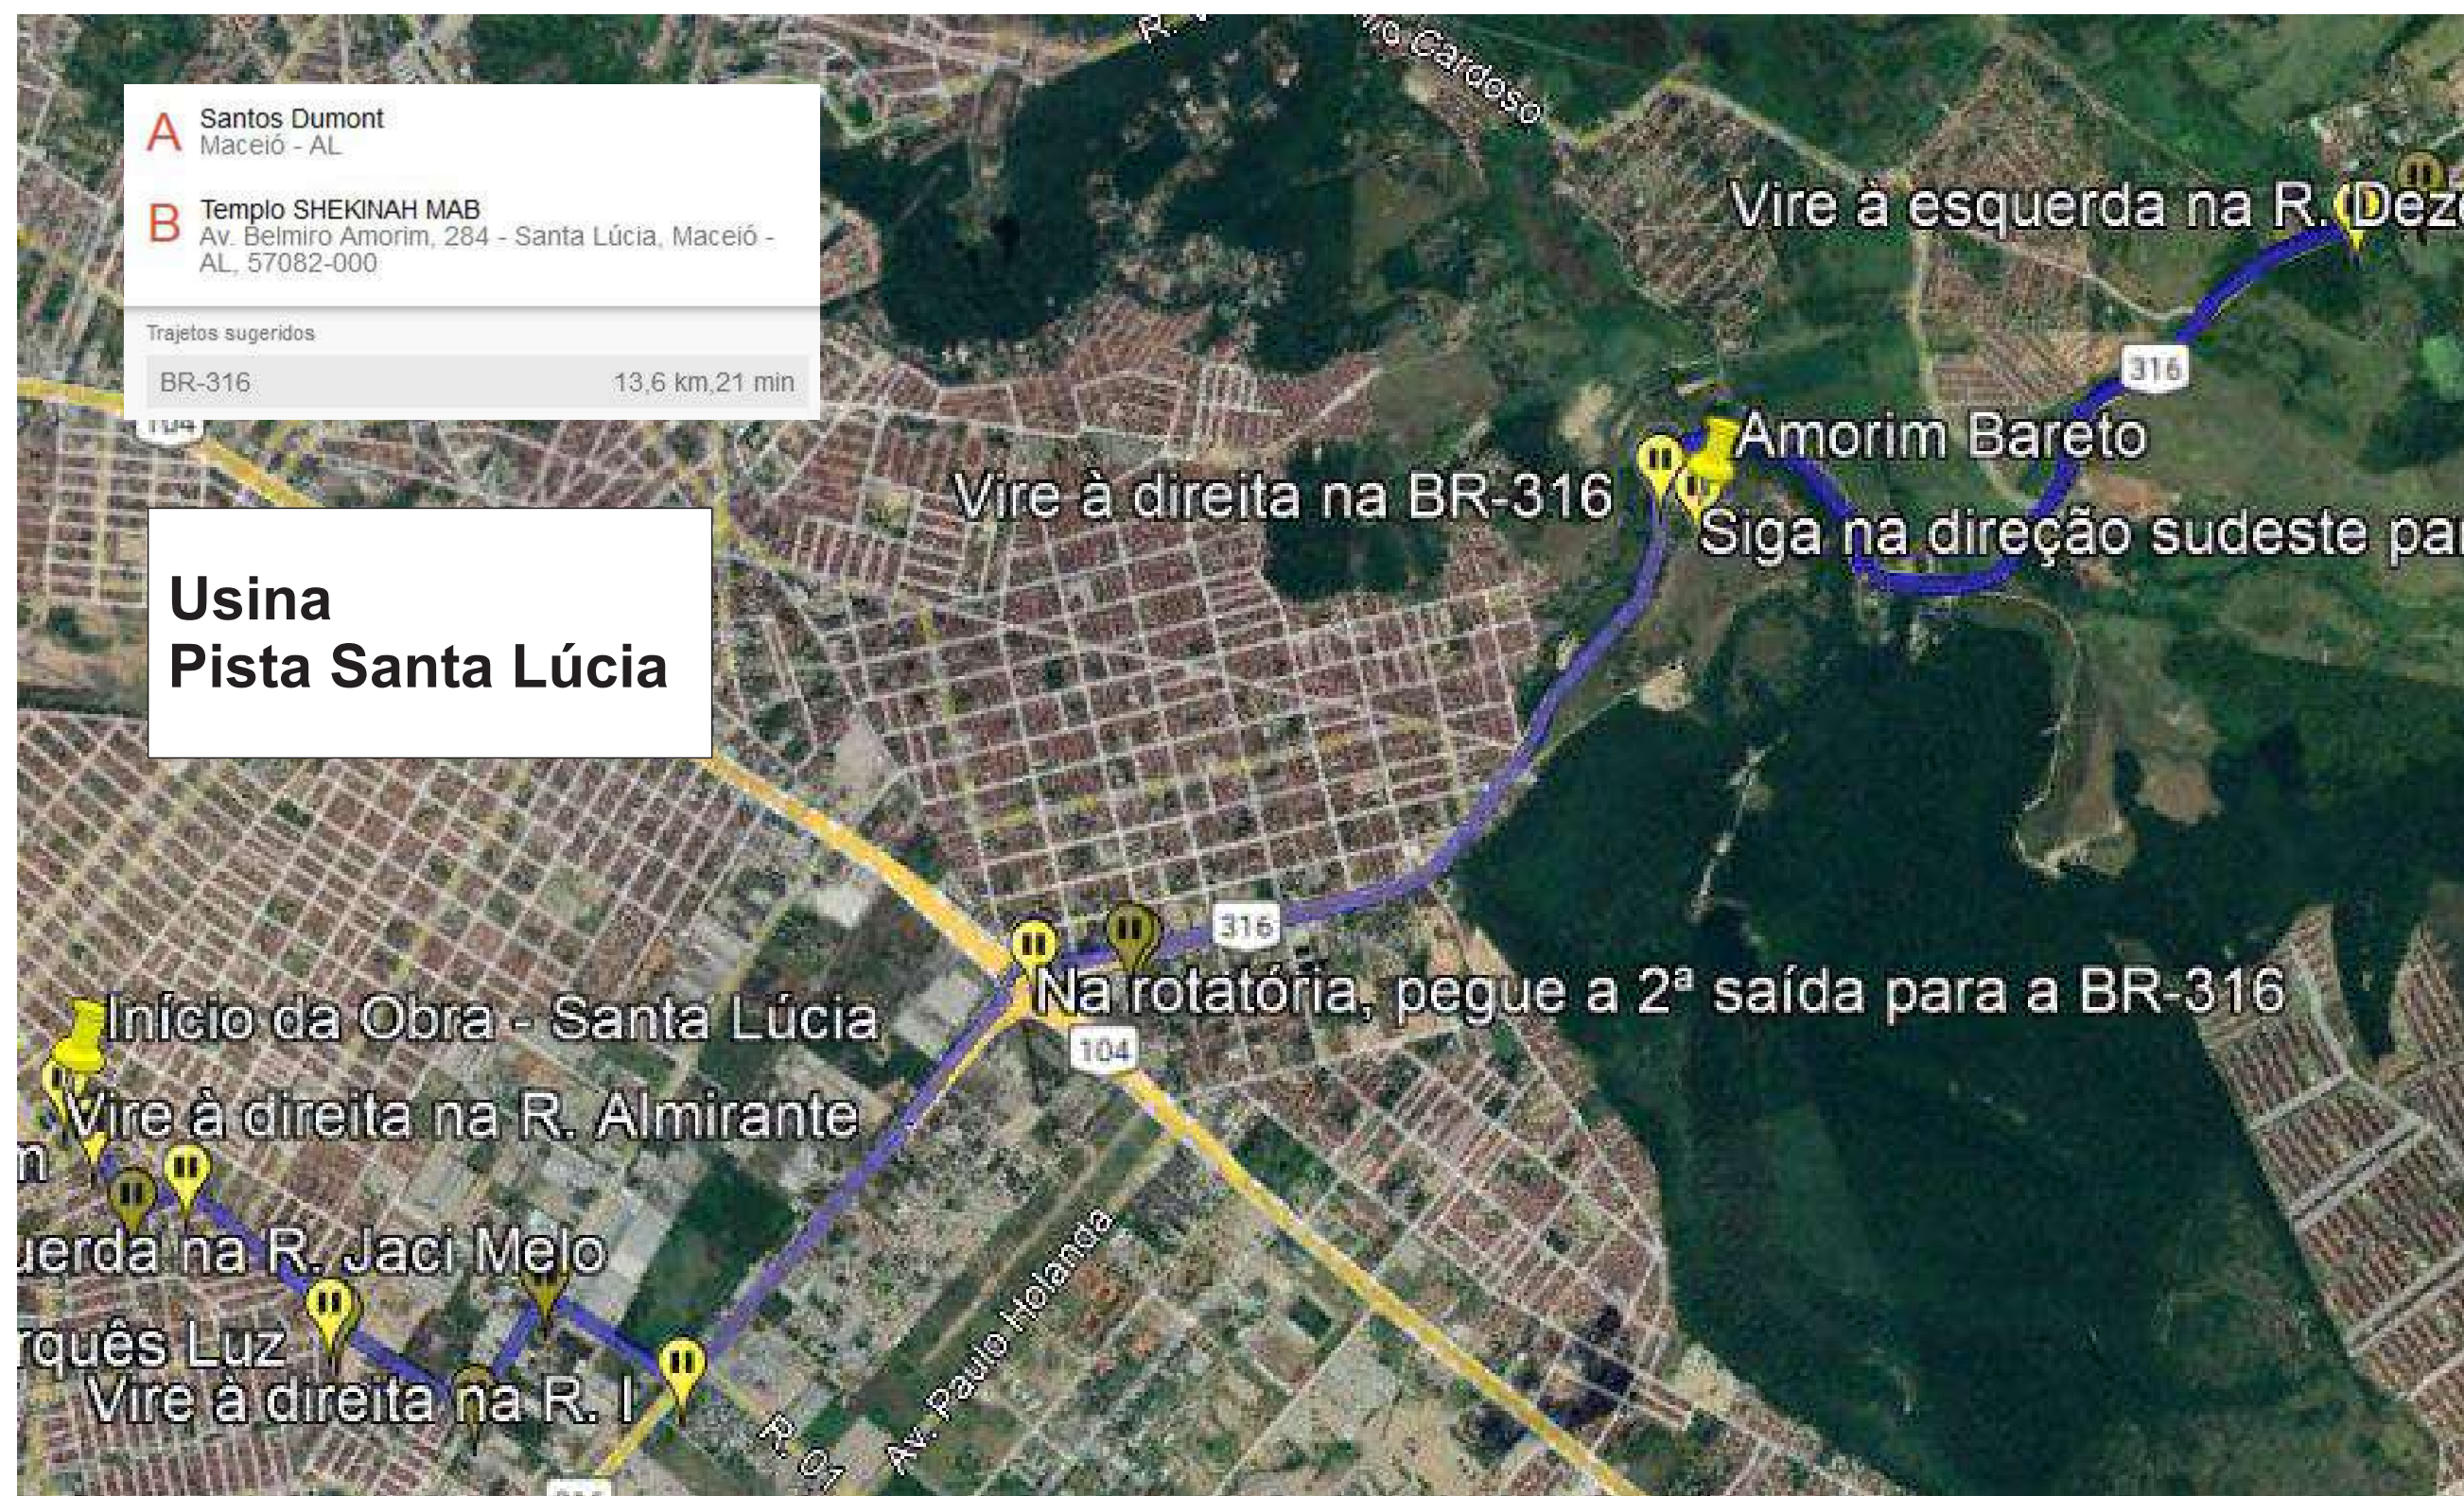 A
Santos Dumont
Maceió - AL
B
Templo SHEKINAH MAB
Av. Belmiro Amorim, 284 - Santa Lúcia, Maceió -
AL, 57082-000
Trajetos sugeridos
BR-316 13,6 km,21 min
Cardoso
Vire à esquerda na R. (Dez
316
104
Amorim Bareto
Vire à direita na BR-316
Siga na direção sudeste
Usina
Pista Santa Lúcia
316
Na rotatória, pegue a 2ª saída para a BR-316
Início da Obra - Santa Lúcia
104
Vire à direita na R. Almirante
na R. Jaci Melo
Luz
Vire à direita na R. I
Av. Paulo Holanda
R. 01